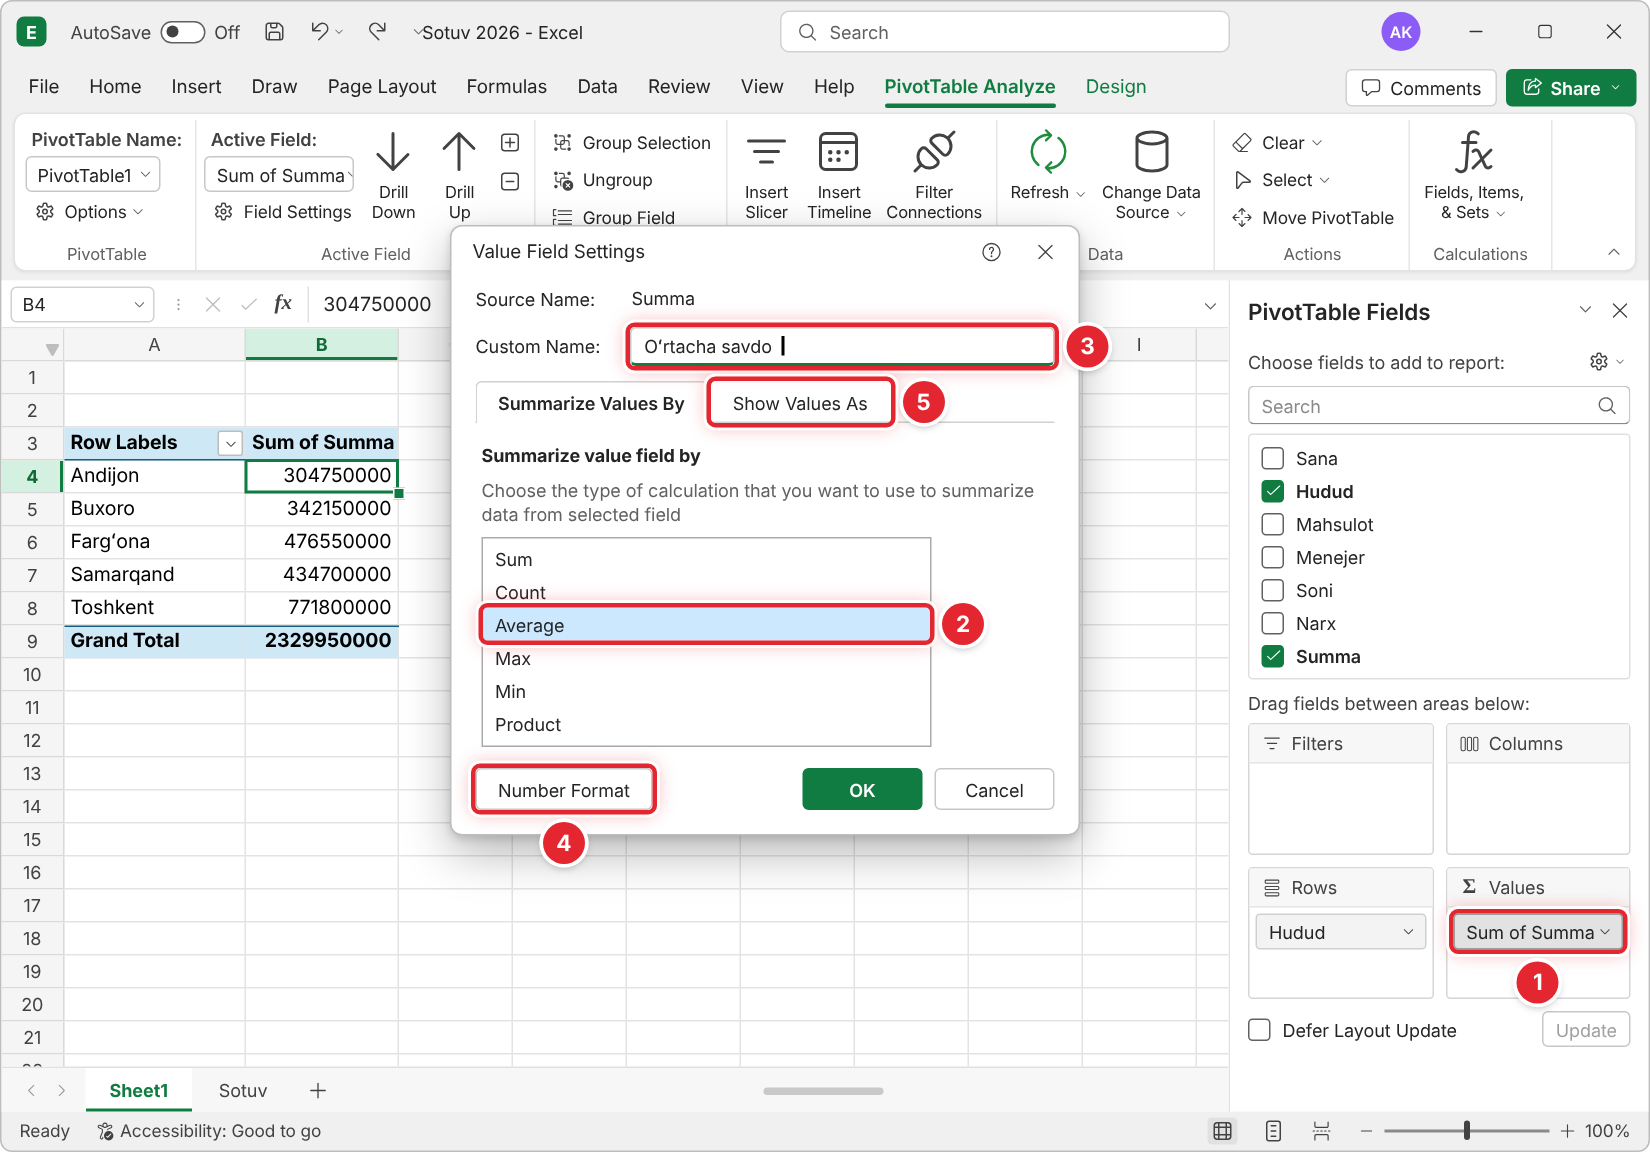 E AutoSave Off Sotuv 2026 - Excel Search AK
File Home Insert Draw Page Layout Formulas Data Review View Help PivotTable Analyze Design Comments Share
PivotTable Name:
PivotTable1
Options
PivotTable
Active Field:
Sum of Summa
Field Settings
Drill
Down
Drill
Up
Active Field
Group Selection
Ungroup
Group Field
Insert
Slicer
Insert
Timeline
Filter
Connections
Refresh
Change Data
Source
Data
Clear
Select
Move PivotTable
Actions
Fields, Items,
& Sets
Calculations
B4 fx 304750000
A B I
1
2
3 Row Labels Sum of Summa
4 Andijon 304750000
5 Buxoro 342150000
6 Fargʻona 476550000
7 Samarqand 434700000
8 Toshkent 771800000
9 Grand Total 2329950000
10
11
12
13
14
15
16
17
18
19
20
21
Value Field Settings
Source Name: Summa
Custom Name: Oʻrtacha savdo 3
Summarize Values By Show Values As 5
Summarize value field by
Choose the type of calculation that you want to use to summarize
data from selected field
Sum
Count
Average 2
Max
Min
Product
Number Format OK Cancel
4
PivotTable Fields
Choose fields to add to report:
Search
Sana
Hudud
Mahsulot
Menejer
Soni
Narx
Summa
Drag fields between areas below:
Filters Columns
Rows Σ Values
Hudud Sum of Summa
1
Defer Layout Update Update
Sheet1 Sotuv
Ready Accessibility: Good to go 100%